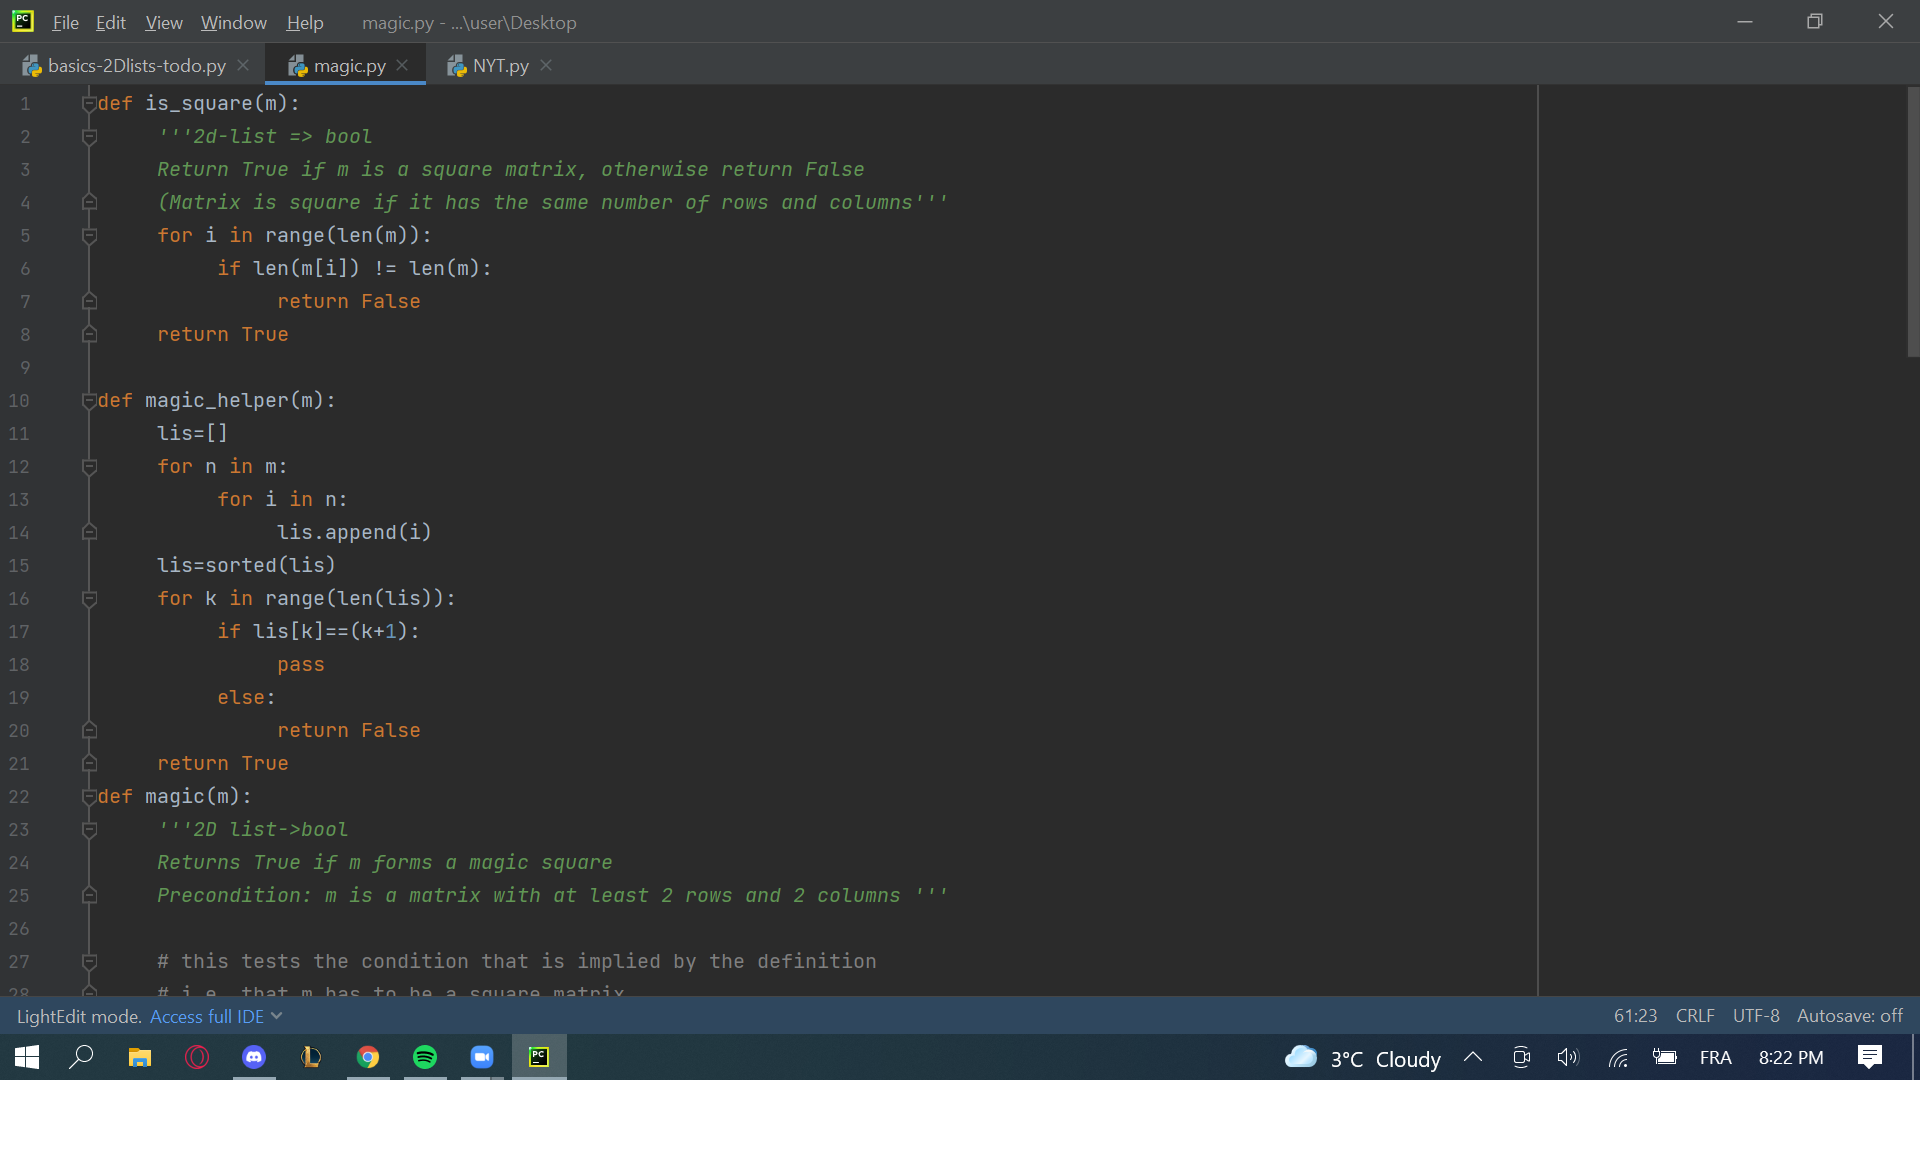 File Edit View Window Help magic.py - ...\user\Desktop
basics-2Dlists-todo.py magic.py NYT.py
1 def is_square(m):
2 '''2d-list => bool
3 Return True if m is a square matrix, otherwise return False
4 (Matrix is square if it has the same number of rows and columns'''
5 for i in range(len(m)):
6 if len(m[i]) != len(m):
7 return False
8 return True
9
10 def magic_helper(m):
11 lis=[]
12 for n in m:
13 for i in n:
14 lis.append(i)
15 lis=sorted(lis)
16 for k in range(len(lis)):
17 if lis[k]==(k+1):
18 pass
19 else:
20 return False
21 return True
22 def magic(m):
23 '''2D list->bool
24 Returns True if m forms a magic square
25 Precondition: m is a matrix with at least 2 rows and 2 columns '''
26
27 # this tests the condition that is implied by the definition
28 # i.e. that m has to be a square matrix
LightEdit mode. Access full IDE 61:23 CRLF UTF-8 Autosave: off
3°C Cloudy FRA 8:22 PM